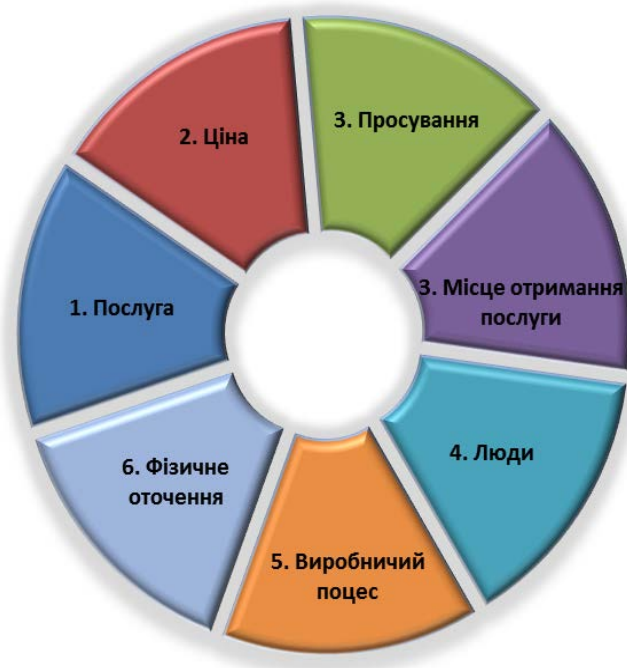 1. Послуга
2. Ціна
3. Просування
3. Місце отримання
послуги
4. Люди
5. Виробничий
поцес
6. Фізичне
оточення